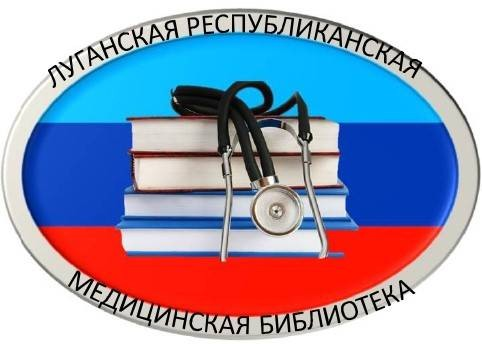 ЛУГАНСКАЯ РЕСПУБЛИКАНСКАЯ
МЕДИЦИНСКАЯ БИБЛИОТЕКА